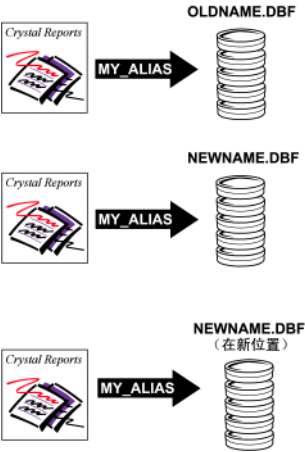 OLDNAME.DBF
Crystal Reports
MY_ALIAS
NEWNAME.DBF
Crystal Reports
MY_ALIAS
NEWNAME.DBF
（在新位置）
Crystal Reports
MY_ALIAS